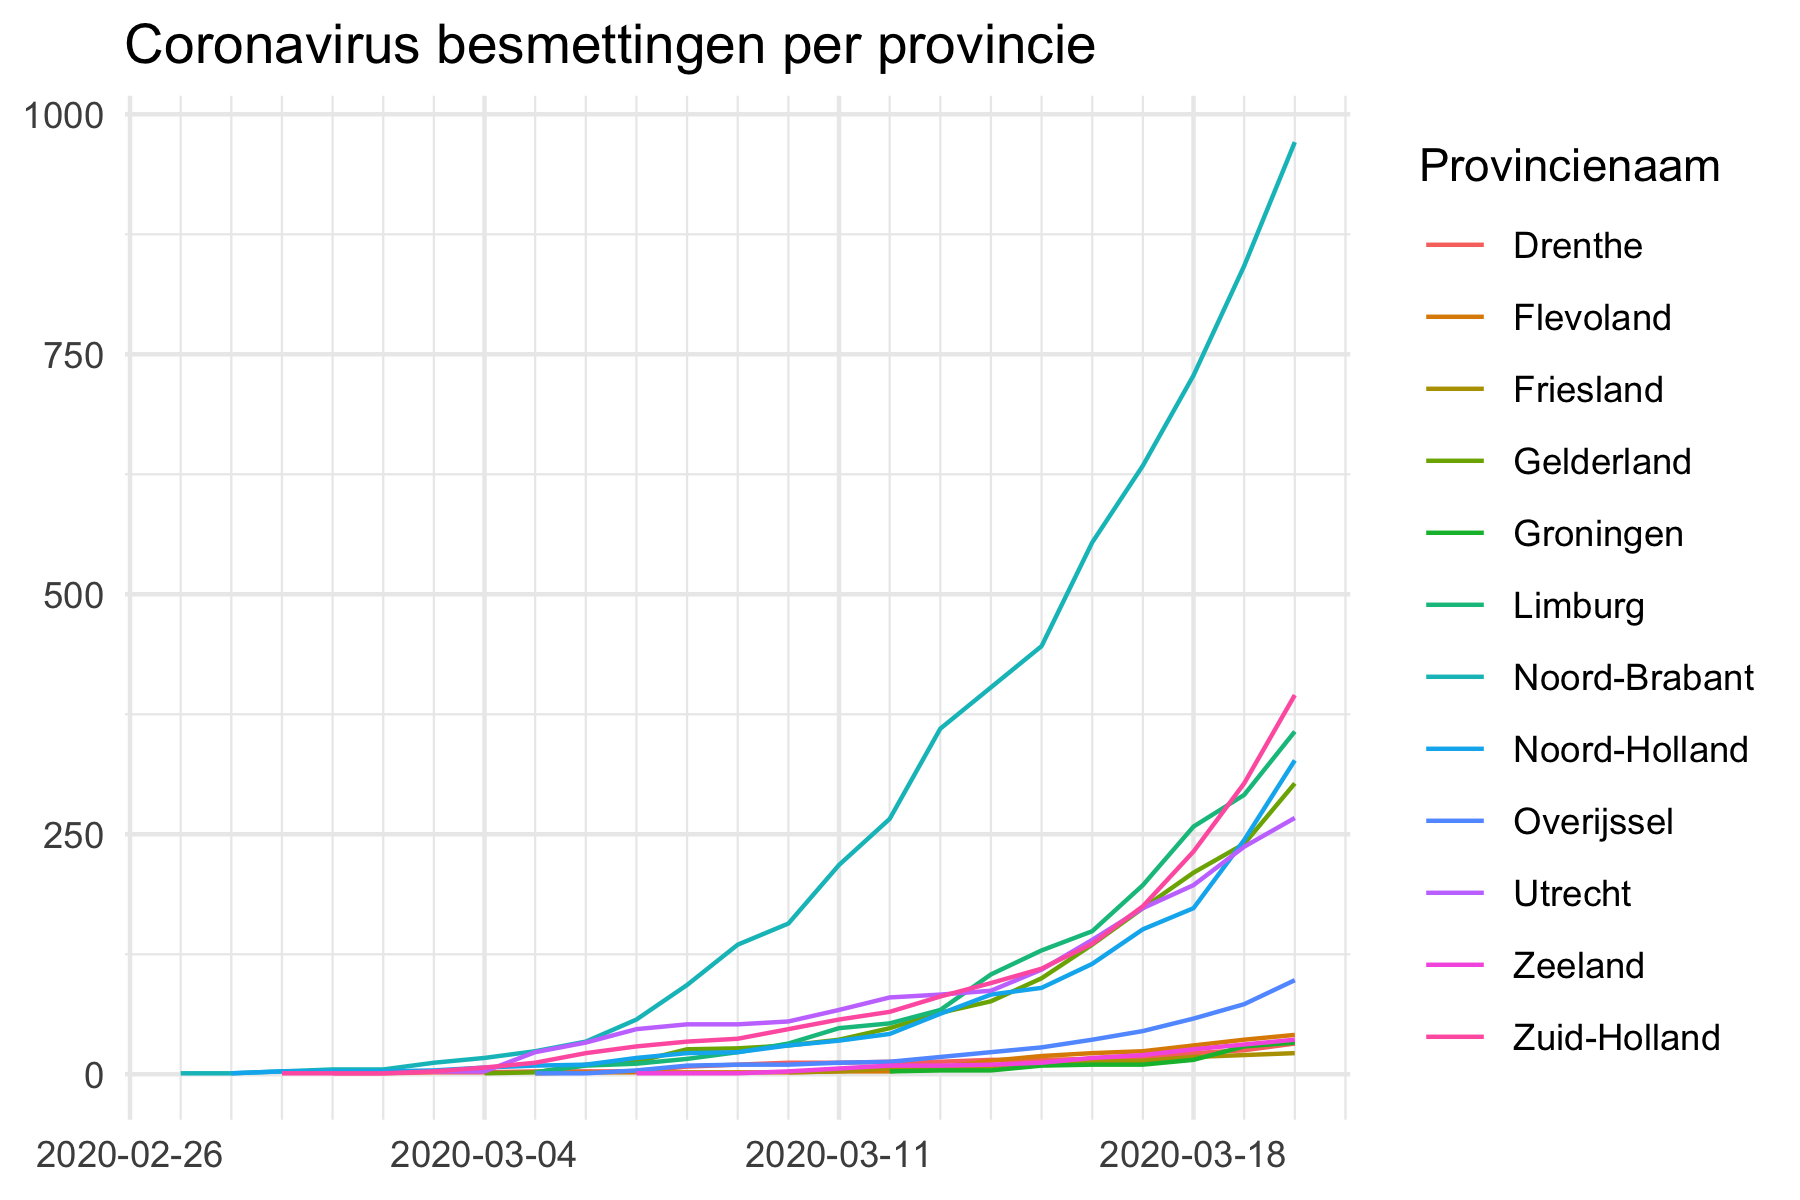 Coronavirus besmettingen per provincie
1000
750
500
250
0
2020-02-26
2020-03-04
2020-03-11
2020-03-18
Provincienaam
Drenthe
Flevoland
Friesland
Gelderland
Groningen
Limburg
Noord-Brabant
Noord-Holland
Overijssel
Utrecht
Zeeland
Zuid-Holland